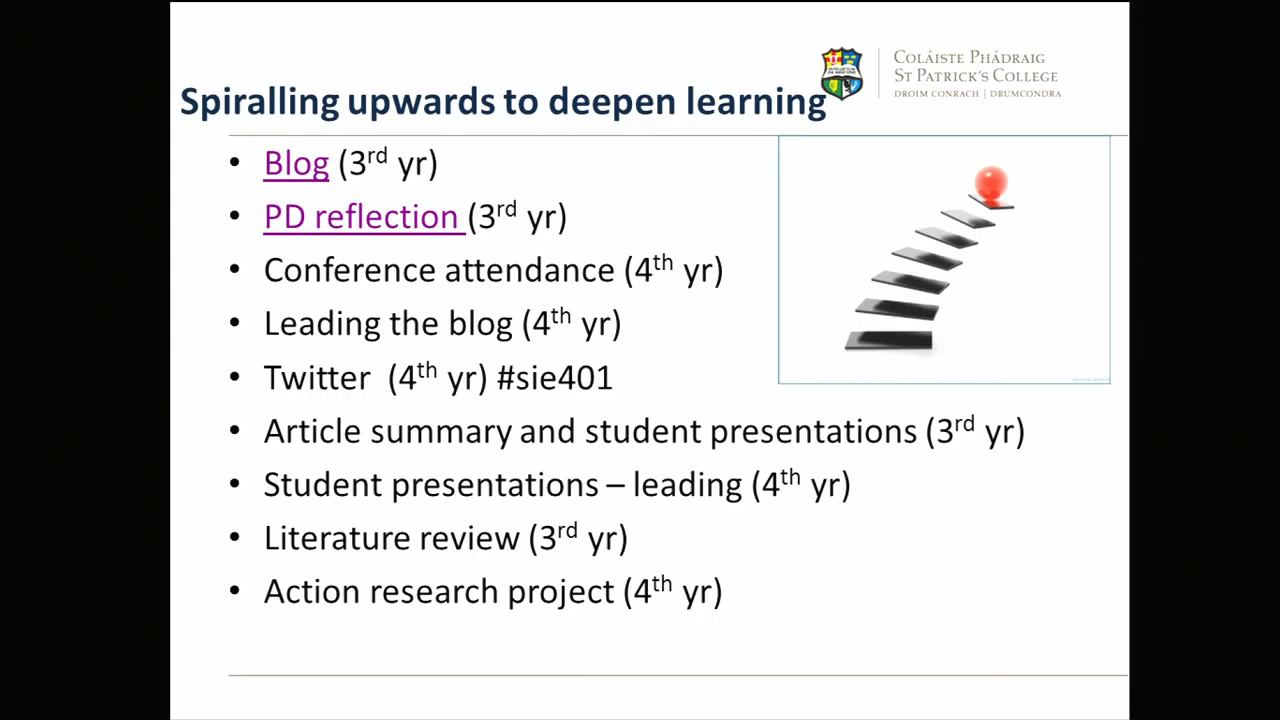 COLÁISTE PHÁDRAIG
ST PATRICK'S COLLEGE
DROIM CONRACH | DRUMCONDRA
Spiralling upwards to deepen learning
• Blog (3rd yr)
• PD reflection (3rd yr)
• Conference attendance (4th yr)
• Leading the blog (4th yr)
• Twitter (4th yr) #sie401
• Article summary and student presentations (3rd yr)
• Student presentations – leading (4th yr)
• Literature review (3rd yr)
• Action research project (4th yr)